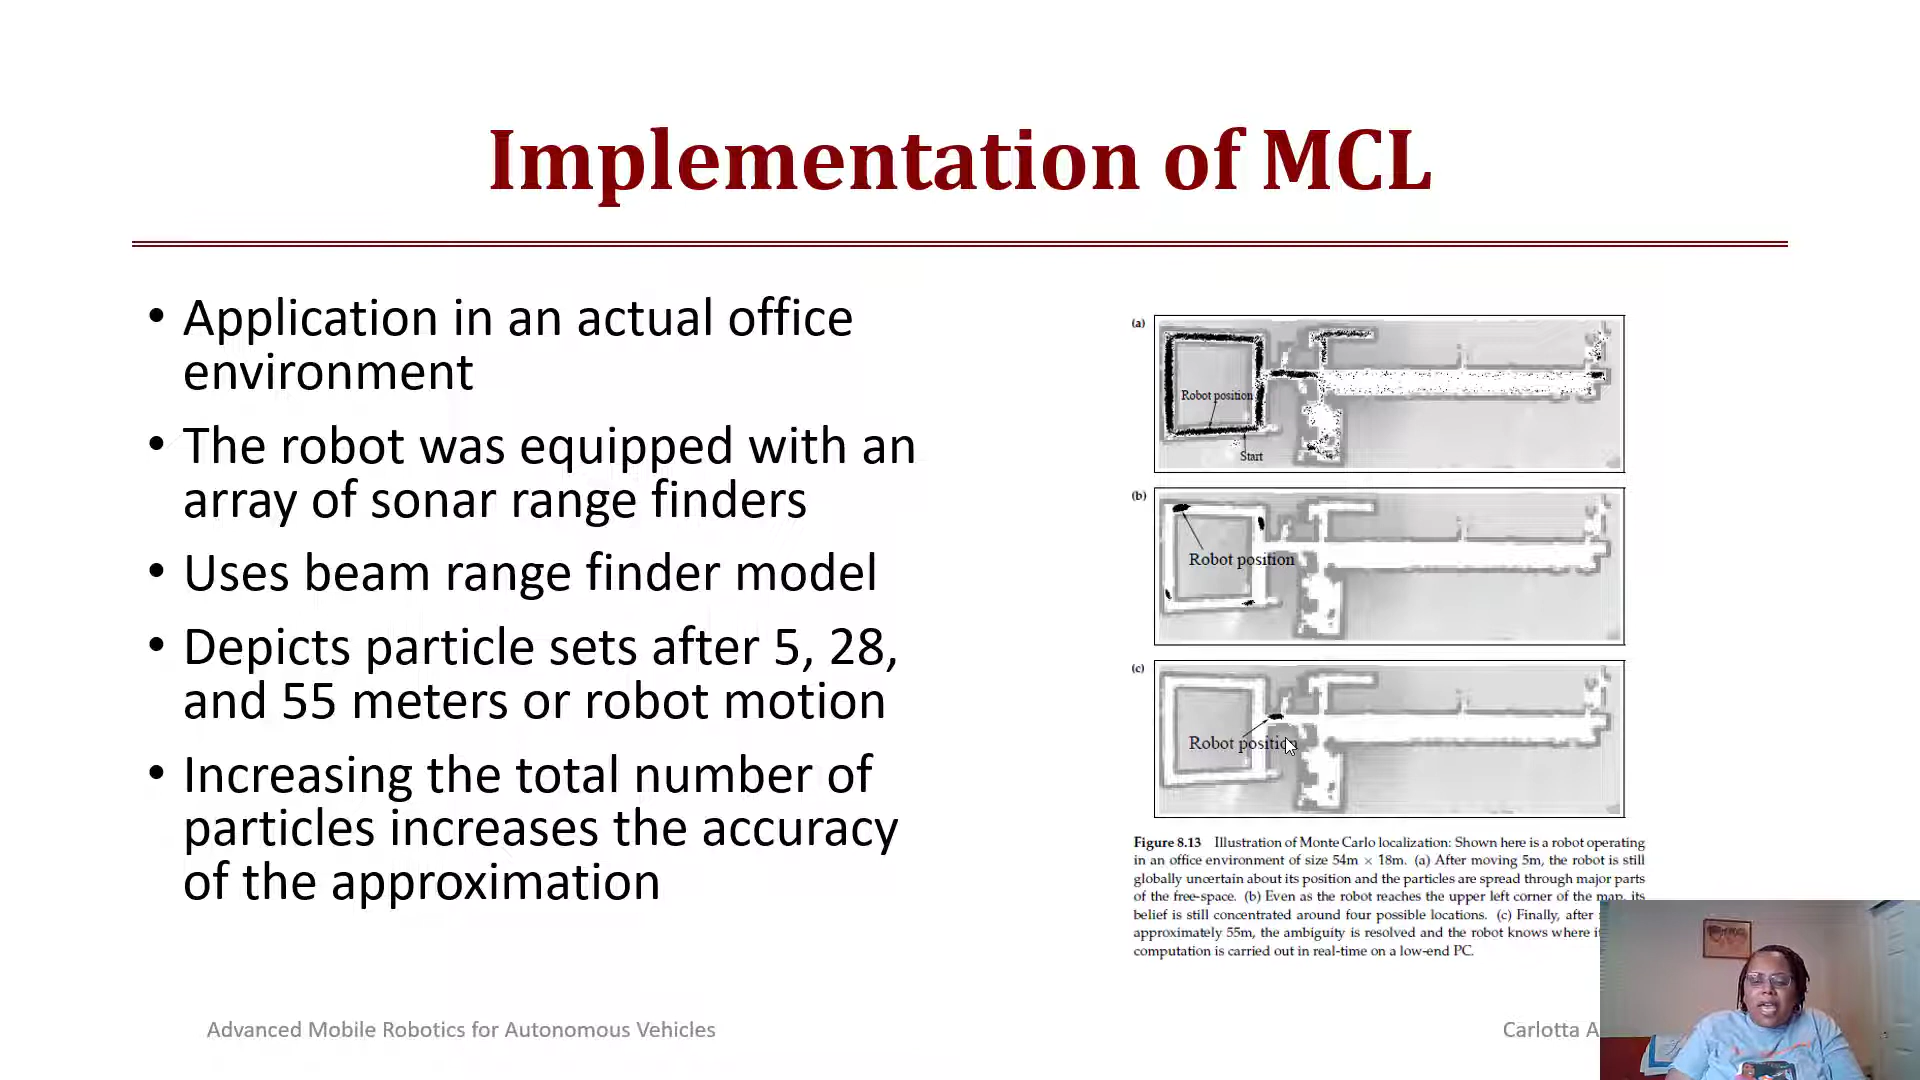 Implementation of MCL
• Application in an actual office
environment
• The robot was equipped with an
array of sonar range finders
• Uses beam range finder model
• Depicts particle sets after 5, 28,
and 55 meters or robot motion
• Increasing the total number of
particles increases the accuracy
of the approximation
(a)
Robot position
Start
(b)
Robot position
(c)
Robot position
Figure 8.13 Illustration of Monte Carlo localization: Shown here is a robot operating
in an office environment of size 54m × 18m. (a) After moving 5m, the robot is still
globally uncertain about its position and the particles are spread through major parts
of the free-space. (b) Even as the robot reaches the upper left corner of the map, its
belief is still concentrated around four possible locations. (c) Finally, after
approximately 55m, the ambiguity is resolved and the robot knows where
computation is carried out in real-time on a low-end PC.
Advanced Mobile Robotics for Autonomous Vehicles
Carlotta A